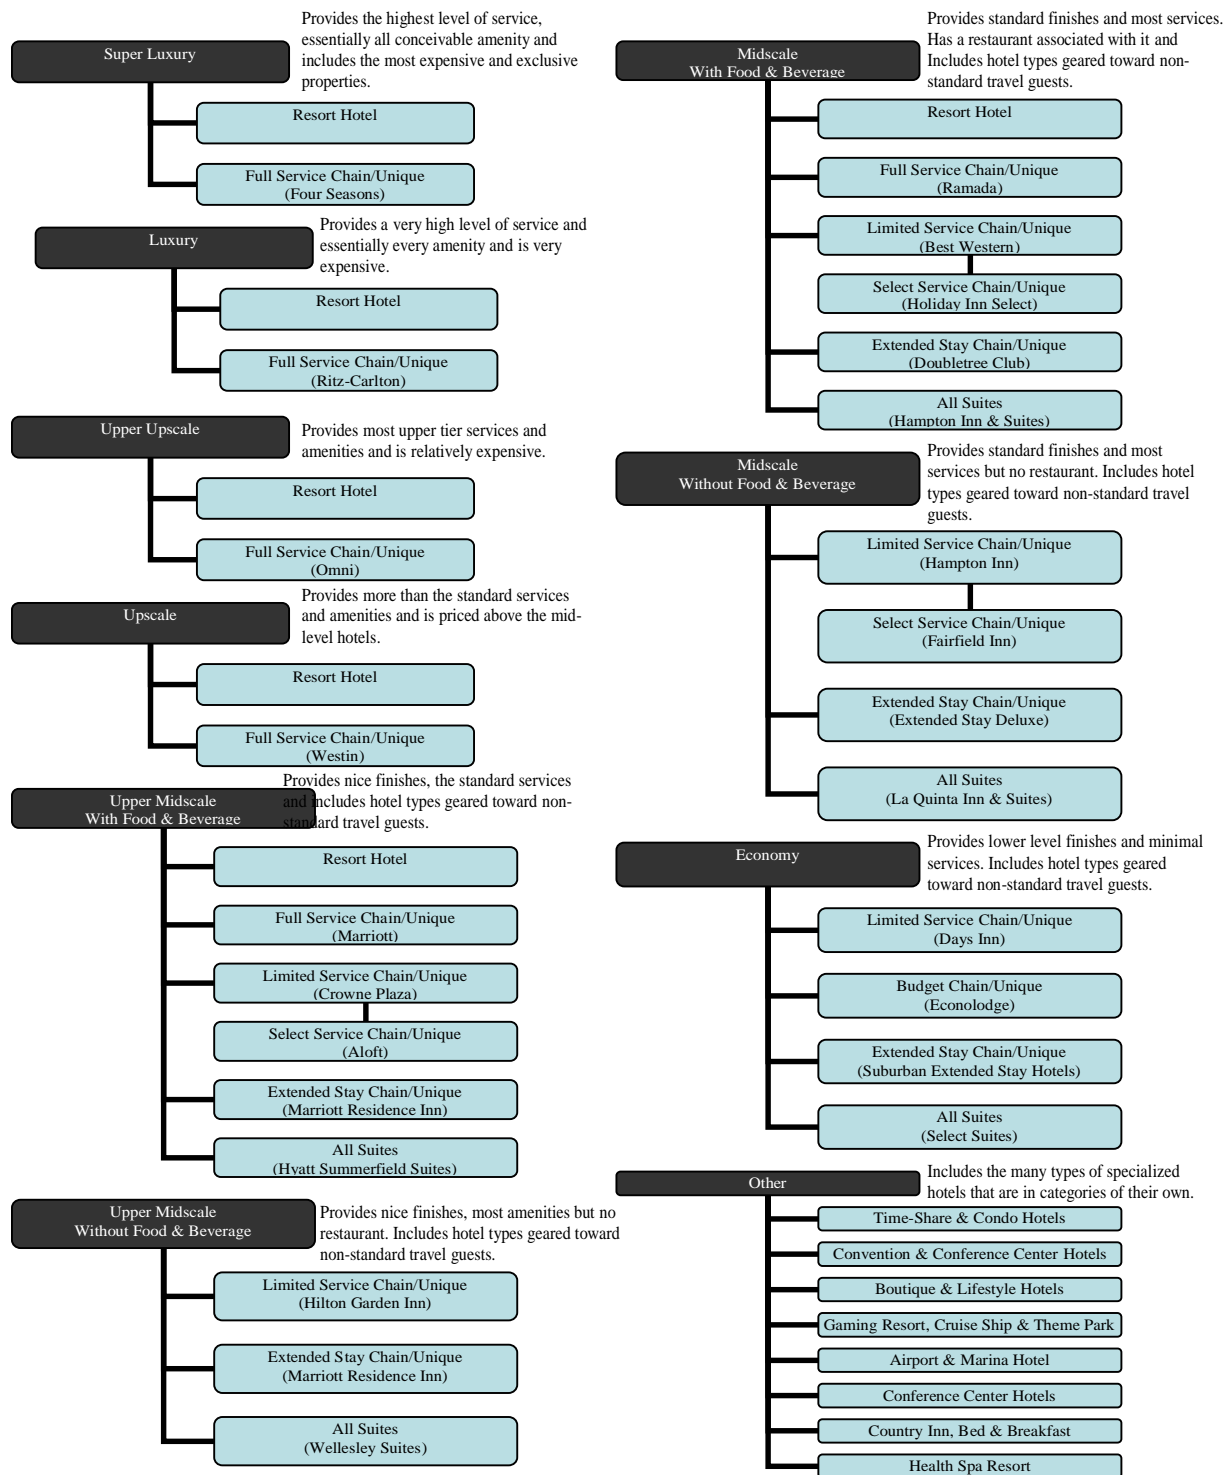 Super Luxury
Provides the highest level of service,
essentially all conceivable amenity and
includes the most expensive and exclusive
properties.
Resort Hotel
Full Service Chain/Unique
(Four Seasons)
Luxury
Provides a very high level of service and
essentially every amenity and is very
expensive.
Resort Hotel
Full Service Chain/Unique
(Ritz-Carlton)
Upper Upscale
Provides most upper tier services and
amenities and is relatively expensive.
Resort Hotel
Full Service Chain/Unique
(Omni)
Upscale
Provides more than the standard services
and amenities and is priced above the mid-
level hotels.
Resort Hotel
Full Service Chain/Unique
(Westin)
Upper Midscale
With Food & Beverage
Provides nice finishes, the standard services
and includes hotel types geared toward non-
standard travel guests.
Resort Hotel
Full Service Chain/Unique
(Marriott)
Limited Service Chain/Unique
(Crowne Plaza)
Select Service Chain/Unique
(Aloft)
Extended Stay Chain/Unique
(Marriott Residence Inn)
All Suites
(Hyatt Summerfield Suites)
Upper Midscale
Without Food & Beverage
Provides nice finishes, most amenities but no
restaurant. Includes hotel types geared toward
non-standard travel guests.
Limited Service Chain/Unique
(Hilton Garden Inn)
Extended Stay Chain/Unique
(Marriott Residence Inn)
All Suites
(Wellesley Suites)
Midscale
With Food & Beverage
Provides standard finishes and most services.
Has a restaurant associated with it and
Includes hotel types geared toward non-
standard travel guests.
Resort Hotel
Full Service Chain/Unique
(Ramada)
Limited Service Chain/Unique
(Best Western)
Select Service Chain/Unique
(Holiday Inn Select)
Extended Stay Chain/Unique
(Doubletree Club)
All Suites
(Hampton Inn & Suites)
Midscale
Without Food & Beverage
Provides standard finishes and most
services but no restaurant. Includes hotel
types geared toward non-standard travel
guests.
Limited Service Chain/Unique
(Hampton Inn)
Select Service Chain/Unique
(Fairfield Inn)
Extended Stay Chain/Unique
(Extended Stay Deluxe)
All Suites
(La Quinta Inn & Suites)
Economy
Provides lower level finishes and minimal
services. Includes hotel types geared
toward non-standard travel guests.
Limited Service Chain/Unique
(Days Inn)
Budget Chain/Unique
(Econolodge)
Extended Stay Chain/Unique
(Suburban Extended Stay Hotels)
All Suites
(Select Suites)
Other
Includes the many types of specialized
hotels that are in categories of their own.
Time-Share & Condo Hotels
Convention & Conference Center Hotels
Boutique & Lifestyle Hotels
Gaming Resort, Cruise Ship & Theme Park
Airport & Marina Hotel
Conference Center Hotels
Country Inn, Bed & Breakfast
Health Spa Resort